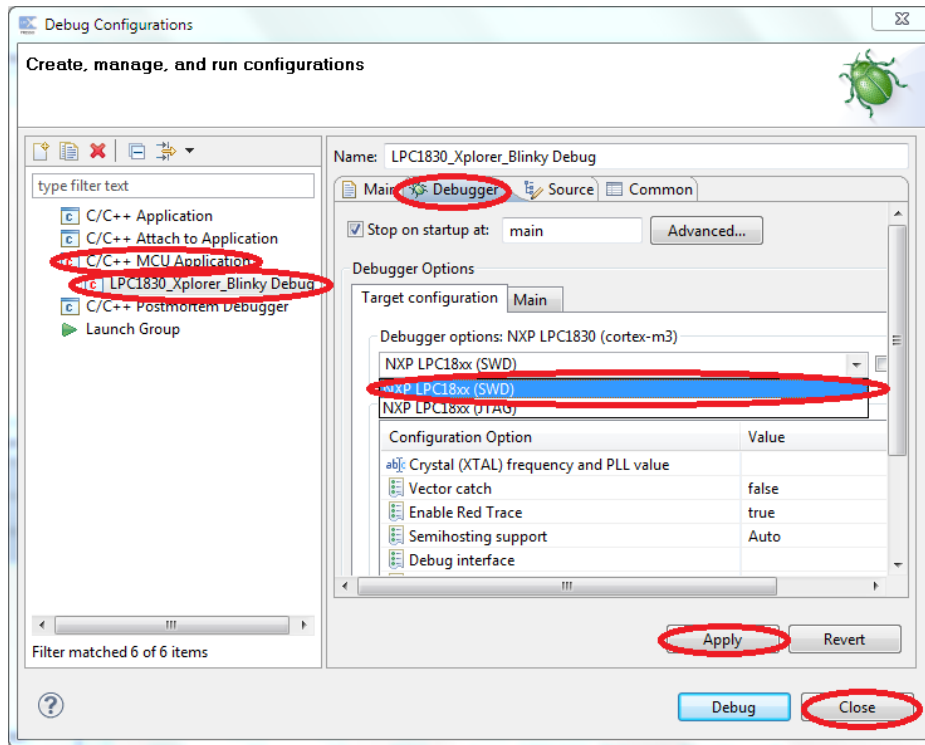 Debug Configurations
Create, manage, and run configurations
type filter text
C/C++ Application
C/C++ Attach to Application
C/C++ MCU Application
LPC1830_Xplorer_Blinky Debug
C/C++ Postmortem Debugger
Launch Group
Filter matched 6 of 6 items
Name: LPC1830_Xplorer_Blinky Debug
Main Debugger Source Common
Stop on startup at: main Advanced...
Debugger Options
Target configuration Main
Debugger options: NXP LPC1830 (cortex-m3)
NXP LPC18xx (SWD)
NXP LPC18xx (SWD)
NXP LPC18xx (JTAG)
Configuration Option Value
Crystal (XTAL) frequency and PLL value
Vector catch false
Enable Red Trace true
Semihosting support Auto
Debug interface
Apply Revert
Debug Close